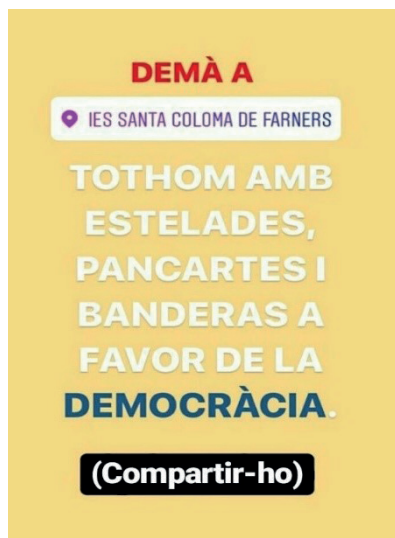 DEMÀ A
IES SANTA COLOMA DE FARNERS
TOTHOM AMB
ESTELADES,
PANCARTES I
BANDERAS A
FAVOR DE LA
DEMOCRÀCIA.
(Compartir-ho)